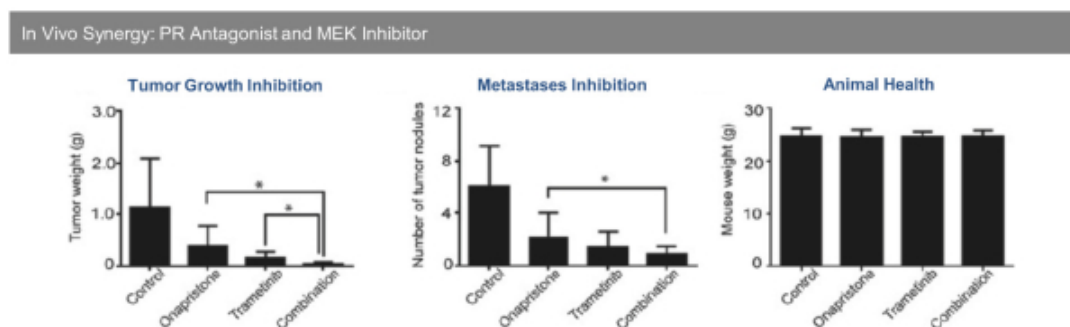 In Vivo Synergy: PR Antagonist and MEK Inhibitor
Tumor Growth Inhibition
Tumor weight (g)
3.0
2.0
1.0
0
*
*
Control
Onapristone
Trametinib
Combination
Metastases Inhibition
Number of tumor nodules
12
8
4
0
*
Control
Onapristone
Trametinib
Combination
Animal Health
Mouse weight (g)
30
20
10
0
Control
Onapristone
Trametinib
Combination